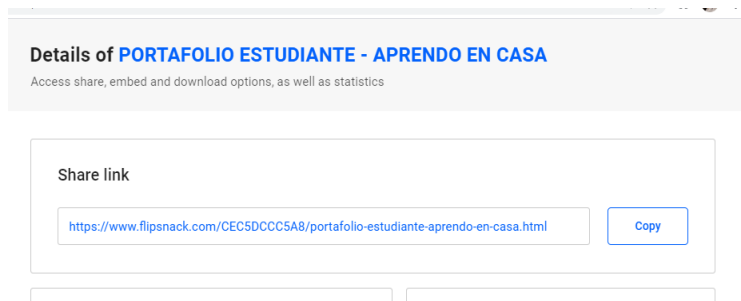 Details of PORTAFOLIO ESTUDIANTE - APRENDO EN CASA
Access share, embed and download options, as well as statistics
Share link
https://www.flipsnack.com/CEC5DCCC5A8/portafolio-estudiante-aprendo-en-casa.html
Copy